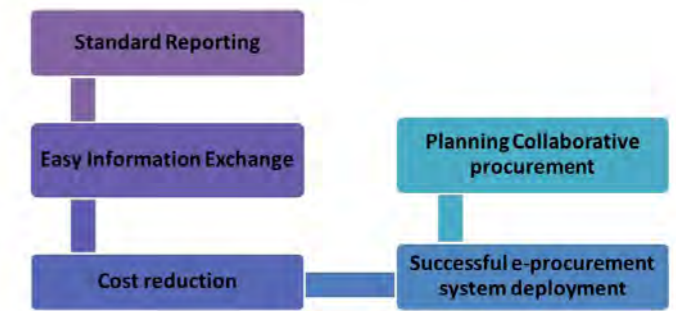 Standard Reporting
Easy Information Exchange
Cost reduction
Successful e-procurement
system deployment
Planning Collaborative
procurement